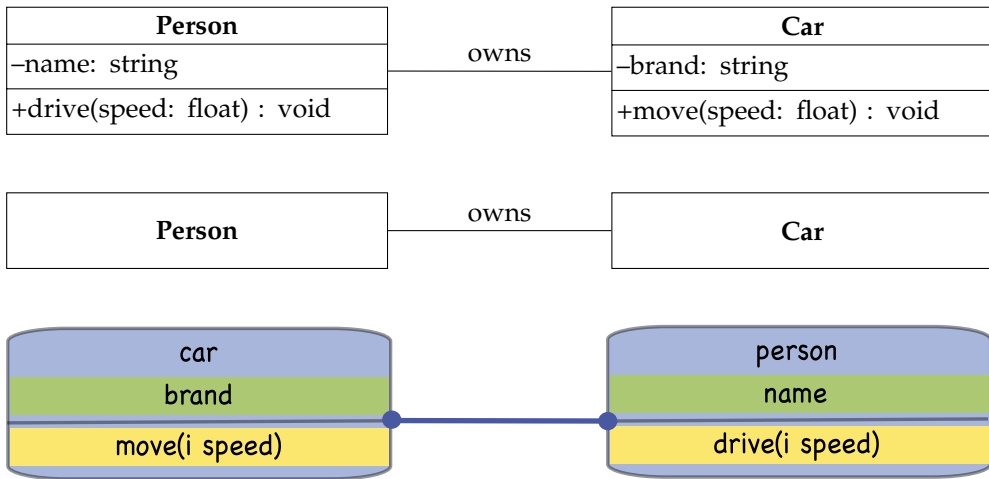 Person
–name: string
+drive(speed: float) : void
owns
Car
–brand: string
+move(speed: float) : void
Person
owns
Car
car
brand
move(i speed)
person
name
drive(i speed)